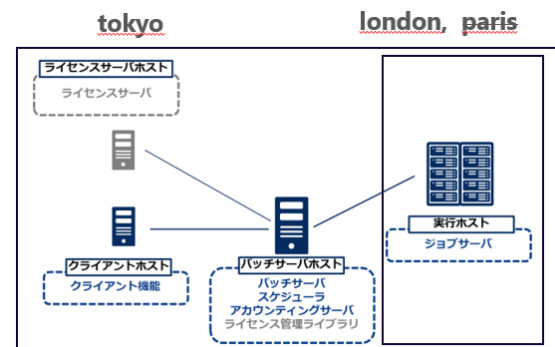 tokyo
london, paris
ライセンスサーバホスト
ライセンスサーバ
実行ホスト
ジョブサーバ
クライアントホスト
クライアント機能
バッチサーバホスト
バッチサーバ
スケジューラ
アカウンティングサーバ
ライセンス管理ライブラリ